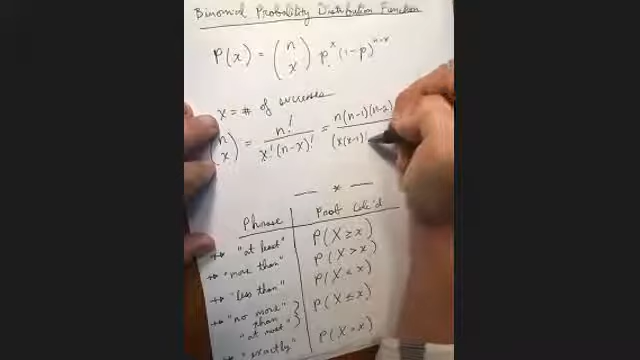 Binomial Probability Distribution Function
P(x) = (n x) p^x (1-p)^n-x
x = # of successes
(n x) = n! / x!(n-x)! = n(n-1)(n-2) / (x(x-1)!
*
Phrase Prob Calc'd
"at least" P(X ≥ x)
"more than" P(X > x)
"less than" P(X < x)
"no more than" P(X ≤ x)
"at most"
"exactly" P(X = x)